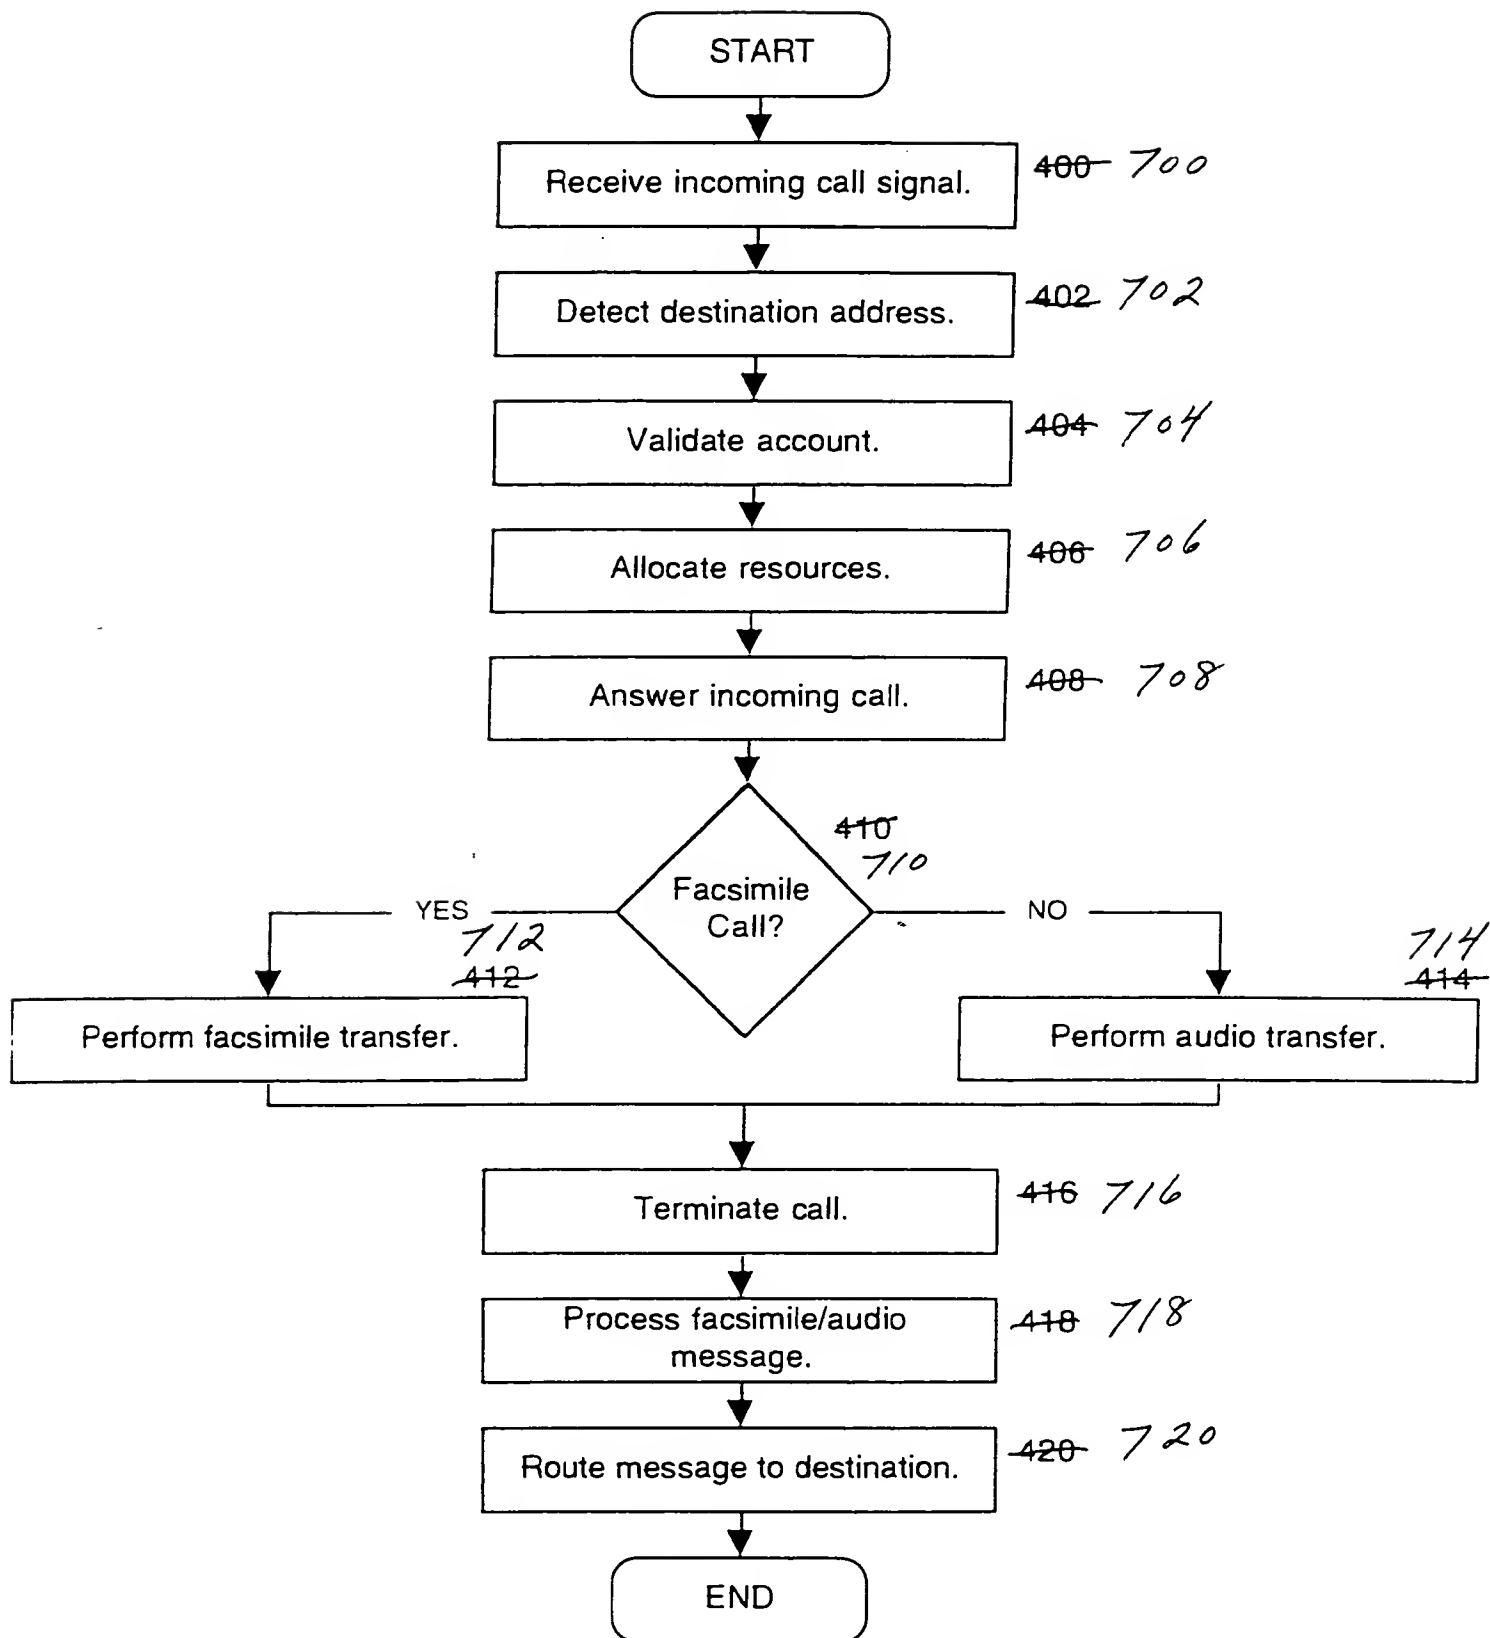 START
Receive incoming call signal.
400 700
Detect destination address.
402 702
Validate account.
404 704
Allocate resources.
406 706
Answer incoming call.
408 708
410
710
Facsimile
Call?
YES
NO
712
412
714
414
Perform facsimile transfer.
Perform audio transfer.
Terminate call.
416 716
Process facsimile/audio
message.
418 718
Route message to destination.
420 720
END